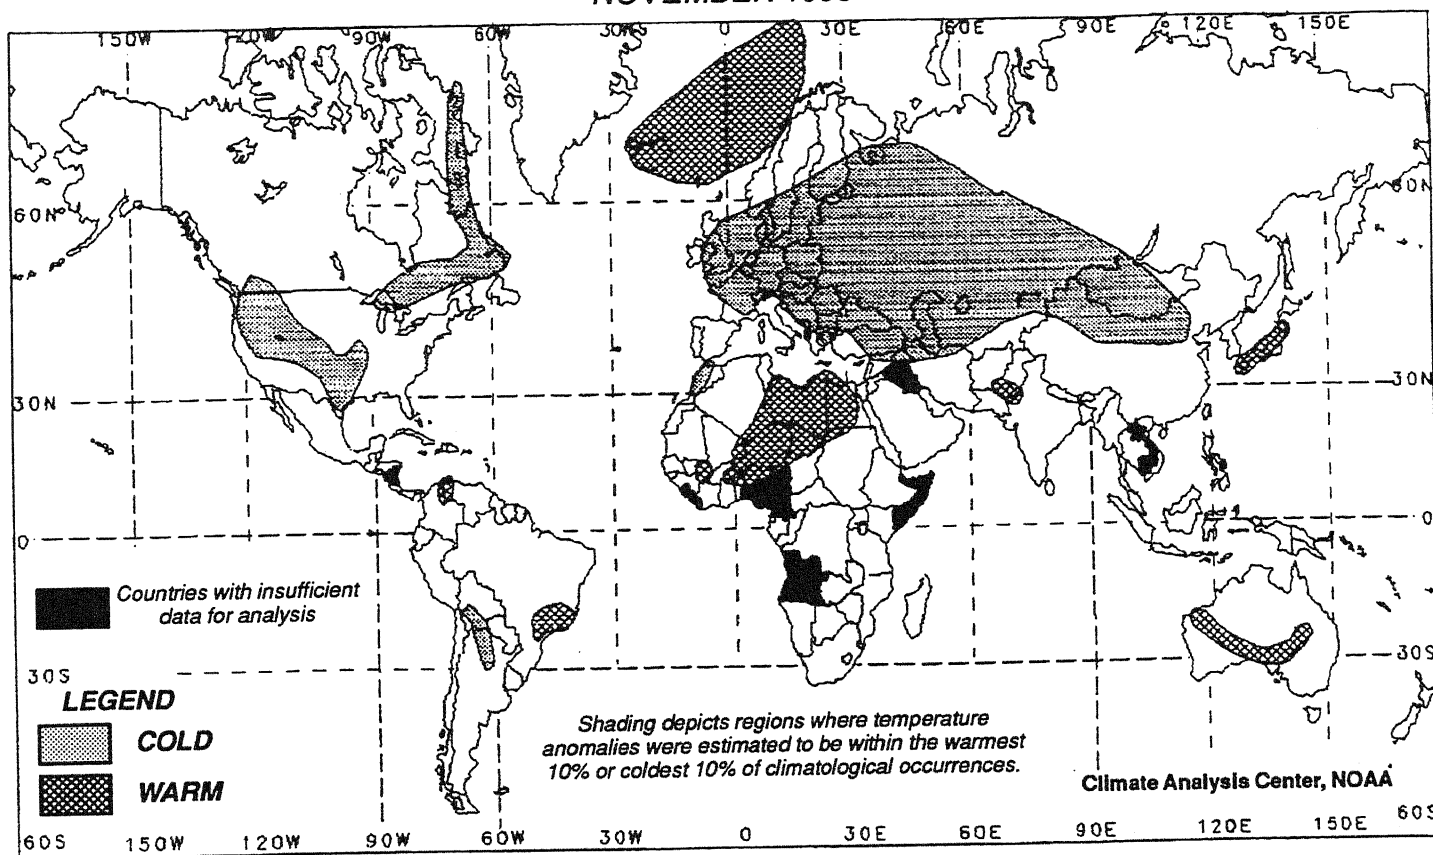 150W 120W 90W 60W 30W 0 30E 60E 90E 120E 150E
60N 60N
30N 30N
0 0
Countries with insufficient
data for analysis
30S 30S
LEGEND
COLD
WARM
Shading depicts regions where temperature
anomalies were estimated to be within the warmest
10% or coldest 10% of climatological occurrences.
Climate Analysis Center, NOAA
60S 150W 120W 90W 60W 30W 0 30E 60E 90E 120E 150E 60S